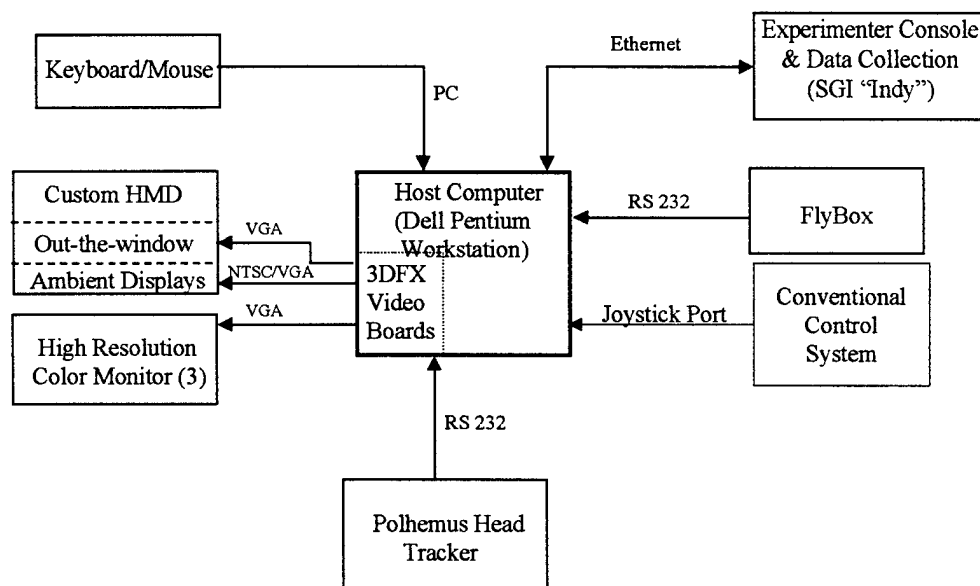 Keyboard/Mouse
PC
Ethernet
Experimenter Console
& Data Collection
(SGI “Indy”)
Custom HMD
Out-the-window
Ambient Displays
VGA
NTSC/VGA
VGA
High Resolution
Color Monitor (3)
Host Computer
(Dell Pentium
Workstation)
3DFX
Video
Boards
RS 232
FlyBox
Joystick Port
Conventional
Control
System
RS 232
Polhemus Head
Tracker